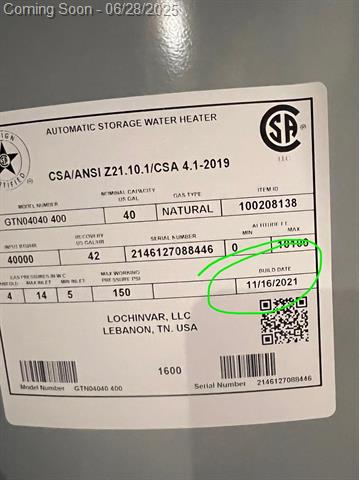 Coming Soon - 06/28/2025
AUTOMATIC STORAGE WATER HEATER
CSA/ANSI Z21.10.1/CSA 4.1-2019
LLC
MODEL NUMBER NOMINAL CAPACITY US GAL GAS TYPE ITEM ID
GTN04040 400 40 NATURAL 100208138
INPUT BTU/HR RECOVERY US GAL/HR SERIAL NUMBER ALTITUDE FT MIN MAX
40000 42 2146127088446 0 10100
GAS PRESSURES IN W C MANIFOLD MAX INLET MIN INLET MAX WORKING PRESSURE PSI BUILD DATE
4 14 5 150 11/16/2021
LOCHINVAR, LLC
LEBANON, TN. USA
1600
Model Number GTN04040 400 Serial Number 2146127088446